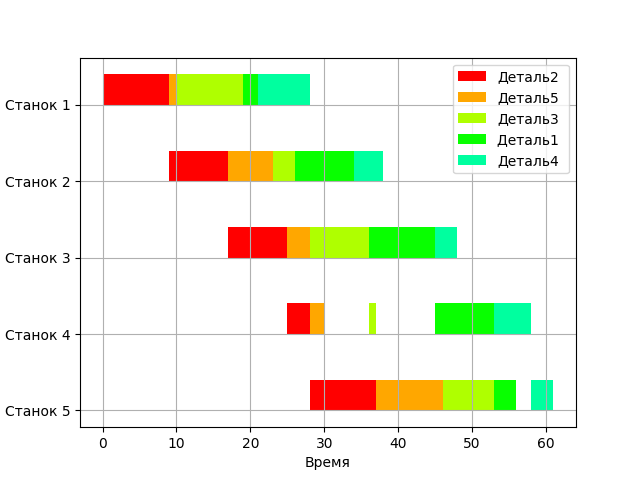 Станок 1
Станок 2
Станок 3
Станок 4
Станок 5
Деталь2
Деталь5
Деталь3
Деталь1
Деталь4
0 10 20 30 40 50 60
Время